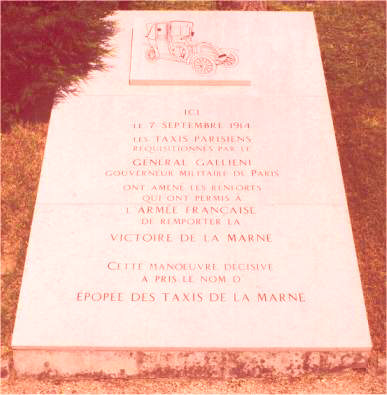 ICI
LE 7 SEPTEMBRE 1914
LES TAXIS PARISIENS
REQUISITIONNES PAR LE
GENERAL GALLIENI
GOUVERNEUR MILITAIRE DE PARIS
ONT AMENE LES RENFORTS
QUI ONT PERMIS À
L'ARMÉE FRANÇAISE
DE REMPORTER LA
VICTOIRE DE LA MARNE
CETTE MANOEUVRE DECISIVE
A PRIS LE NOM D'
EPOPEE DES TAXIS DE LA MARNE